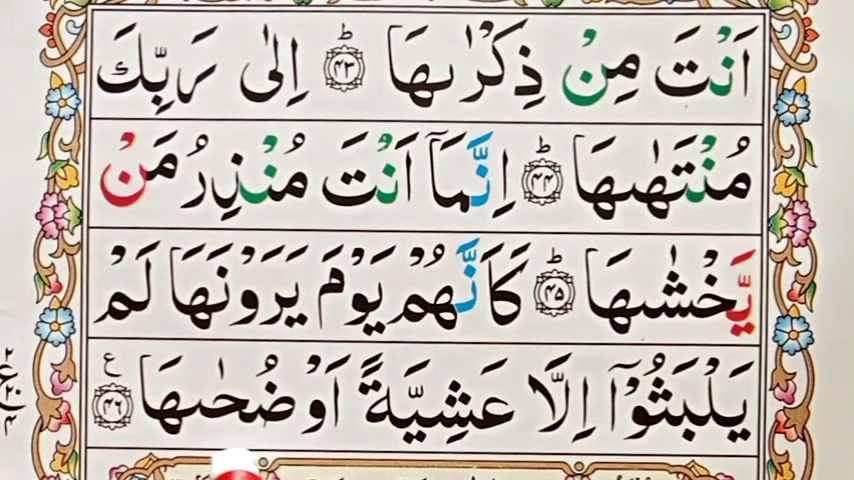 اَنْتَ مِنْ ذِكْرٰىهَا ؕ﴿۴۳﴾ اِلٰى رَبِّكَ
مُنْتَهٰىهَا ؕ﴿۴۴﴾ اِنَّمَاۤ اَنْتَ مُنْذِرُ مَنْ
يَّخْشٰىهَا ؕ﴿۴۵﴾ كَاَنَّهُمْ يَوْمَ يَرَوْنَهَا لَمْ
يَلْبَثُوْۤا اِلَّا عَشِيَّةً اَوْ ضُحٰىهَا ﴿۴۶﴾ ع